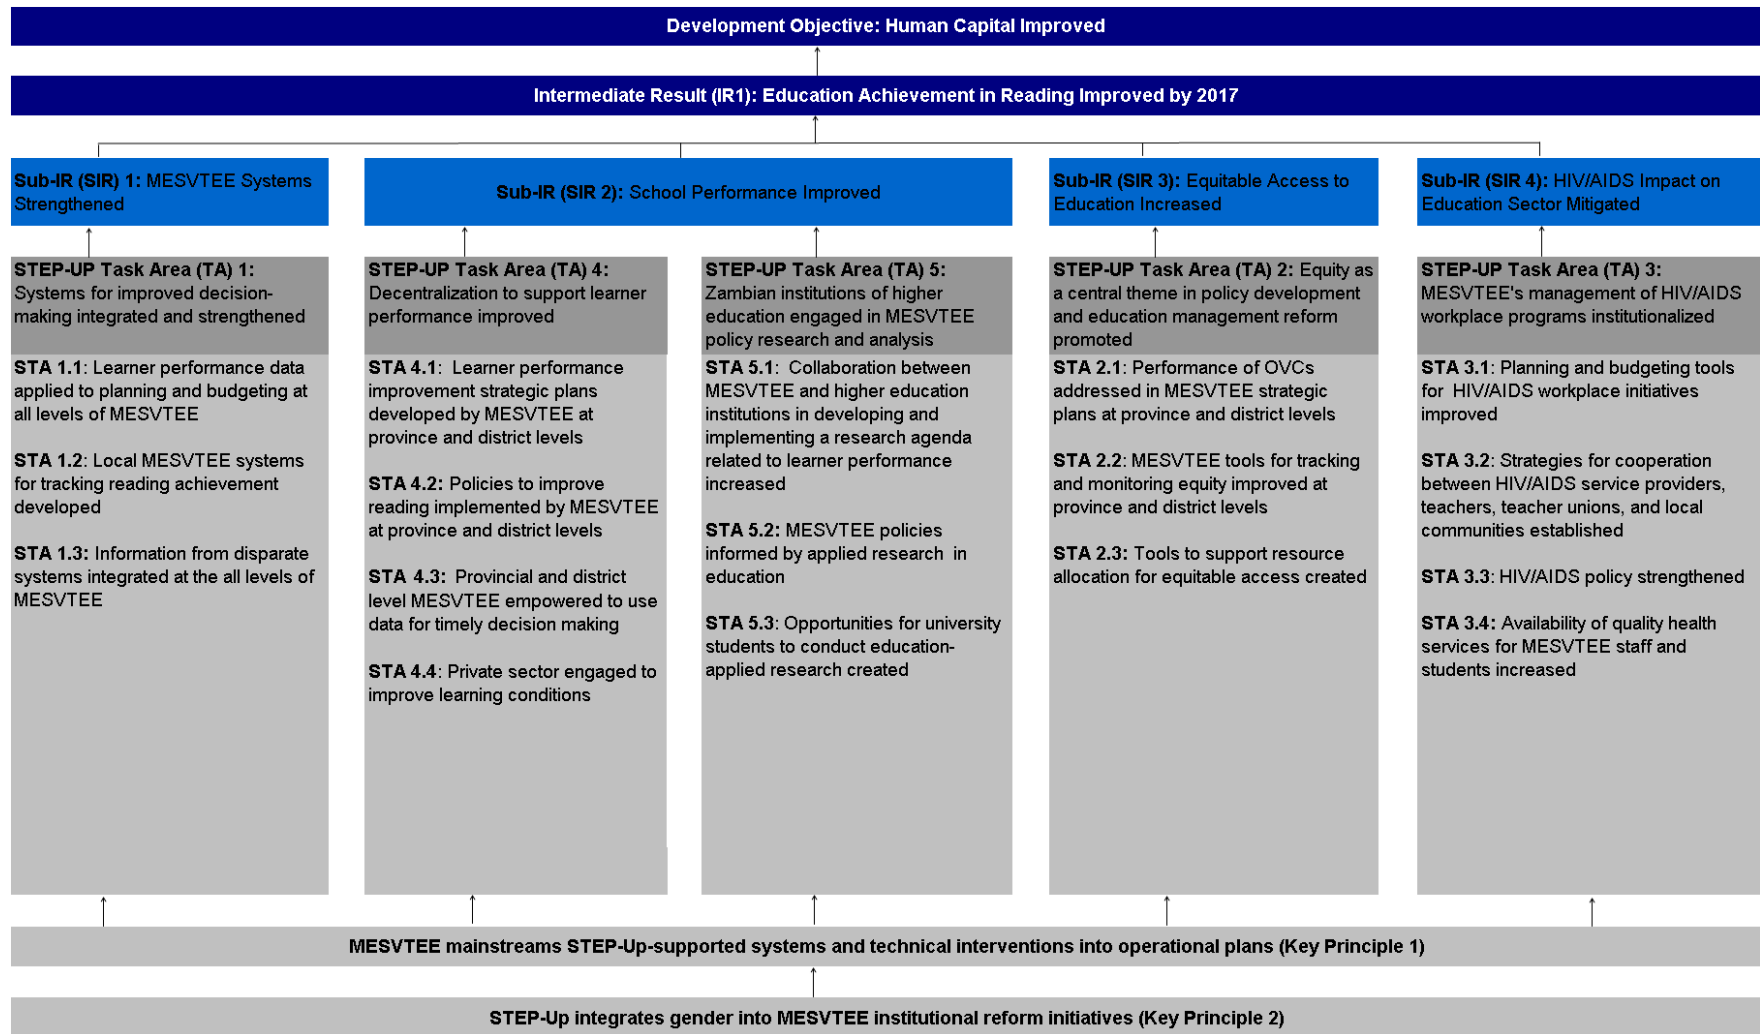 Development Objective: Human Capital Improved
Intermediate Result (IR1): Education Achievement in Reading Improved by 2017
Sub-IR (SIR) 1: MESVTEE Systems
Strengthened
Sub-IR (SIR 2): School Performance Improved
Sub-IR (SIR 3): Equitable Access to
Education Increased
Sub-IR (SIR 4): HIV/AIDS Impact on
Education Sector Mitigated
STEP-UP Task Area (TA) 1:
Systems for improved decision-
making integrated and strengthened
STA 1.1: Learner performance data
applied to planning and budgeting at
all levels of MESVTEE
STA 1.2: Local MESVTEE systems
for tracking reading achievement
developed
STA 1.3: Information from disparate
systems integrated at the all levels of
MESVTEE
STEP-UP Task Area (TA) 4:
Decentralization to support learner
performance improved
STA 4.1: Learner performance
improvement strategic plans
developed by MESVTEE at
province and district levels
STA 4.2: Policies to improve
reading implemented by MESVTEE
at province and district levels
STA 4.3: Provincial and district
level MESVTEE empowered to use
data for timely decision making
STA 4.4: Private sector engaged to
improve learning conditions
STEP-UP Task Area (TA) 5:
Zambian institutions of higher
education engaged in MESVTEE
policy research and analysis
STA 5.1: Collaboration between
MESVTEE and higher education
institutions in developing and
implementing a research agenda
related to learner performance
increased
STA 5.2: MESVTEE policies
informed by applied research in
education
STA 5.3: Opportunities for university
students to conduct education-
applied research created
STEP-UP Task Area (TA) 2: Equity as
a central theme in policy development
and education management reform
promoted
STA 2.1: Performance of OVCs
addressed in MESVTEE strategic
plans at province and district levels
STA 2.2: MESVTEE tools for tracking
and monitoring equity improved at
province and district levels
STA 2.3: Tools to support resource
allocation for equitable access created
STEP-UP Task Area (TA) 3:
MESVTEE's management of HIV/AIDS
workplace programs institutionalized
STA 3.1: Planning and budgeting tools
for HIV/AIDS workplace initiatives
improved
STA 3.2: Strategies for cooperation
between HIV/AIDS service providers,
teachers, teacher unions, and local
communities established
STA 3.3: HIV/AIDS policy strengthened
STA 3.4: Availability of quality health
services for MESVTEE staff and
students increased
MESVTEE mainstreams STEP-Up-supported systems and technical interventions into operational plans (Key Principle 1)
STEP-Up integrates gender into MESVTEE institutional reform initiatives (Key Principle 2)